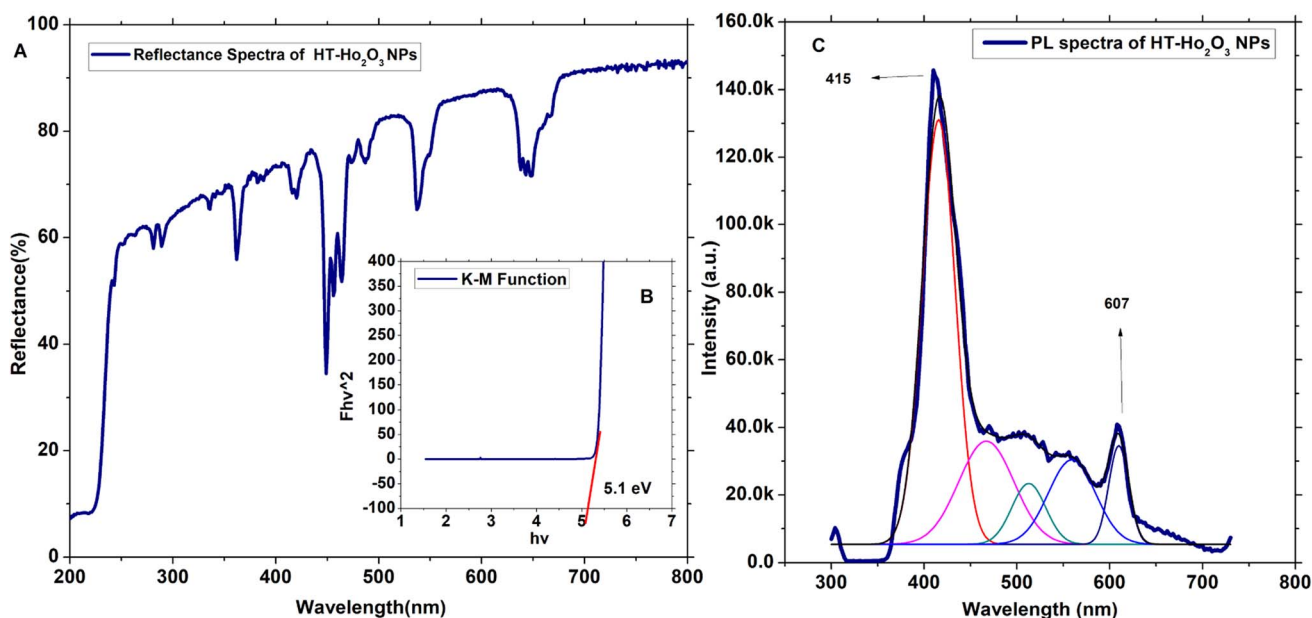 A
Reflectance Spectra of HT-Ho₂O₃ NPs
Reflectance(%)
100
80
60
40
20
0
200 300 400 500 600 700 800
Wavelength(nm)
K-M Function
B
Fhv^2
400
350
300
250
200
150
100
50
0
-50
-100
5.1 eV
1 2 3 4 5 6 7
hv
C
PL spectra of HT-Ho₂O₃ NPs
415
607
Intensity (a.u.)
160.0k
140.0k
120.0k
100.0k
80.0k
60.0k
40.0k
20.0k
0.0
300 400 500 600 700 800
Wavelength (nm)